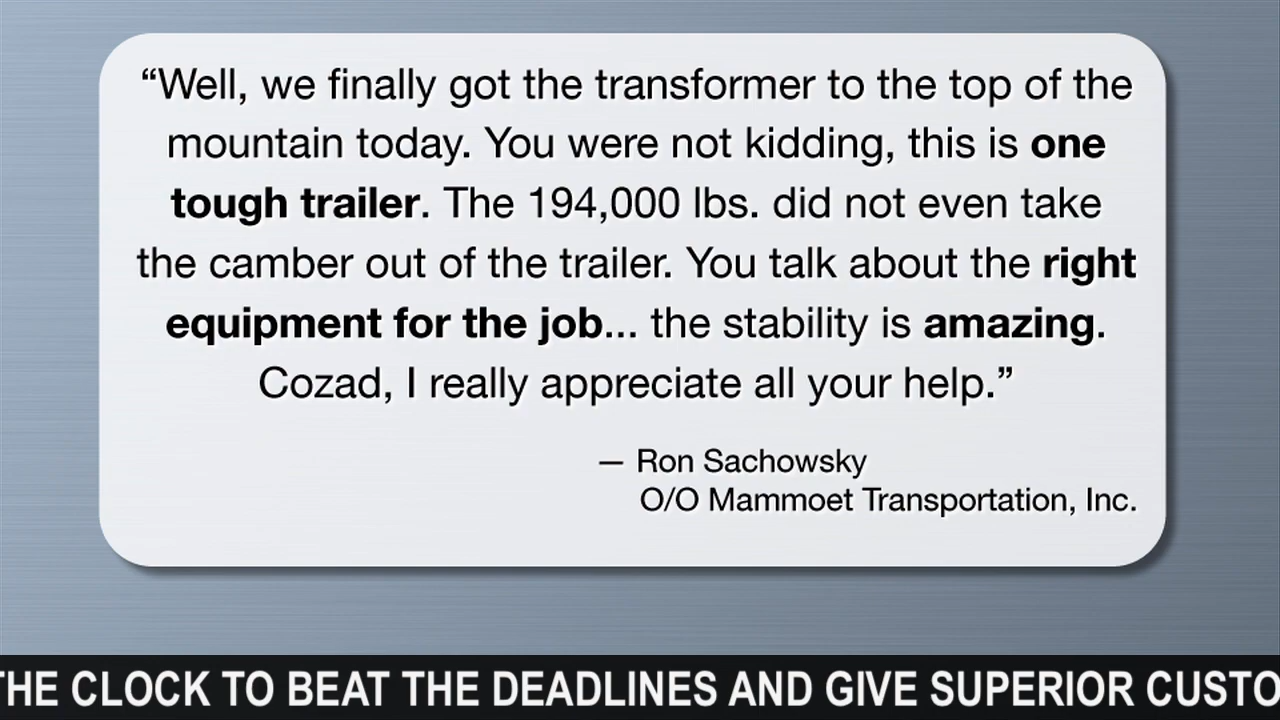 “Well, we finally got the transformer to the top of the
mountain today. You were not kidding, this is one
tough trailer. The 194,000 lbs. did not even take
the camber out of the trailer. You talk about the right
equipment for the job... the stability is amazing.
Cozad, I really appreciate all your help.”
— Ron Sachowsky
O/O Mammoet Transportation, Inc.
THE CLOCK TO BEAT THE DEADLINES AND GIVE SUPERIOR CUSTO